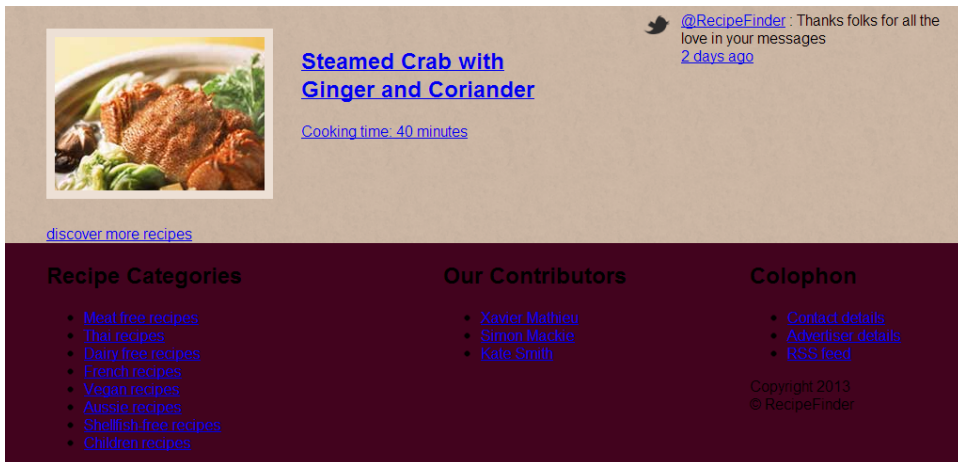 @RecipeFinder : Thanks folks for all the
love in your messages
2 days ago
Steamed Crab with
Ginger and Coriander
Cooking time: 40 minutes
discover more recipes
Recipe Categories
Meat free recipes
Thai recipes
Dairy free recipes
French recipes
Vegan recipes
Aussie recipes
Shellfish-free recipes
Children recipes
Our Contributors
Xavier Mathieu
Simon Mackie
Kate Smith
Colophon
Contact details
Advertiser details
RSS feed
Copyright 2013
© RecipeFinder